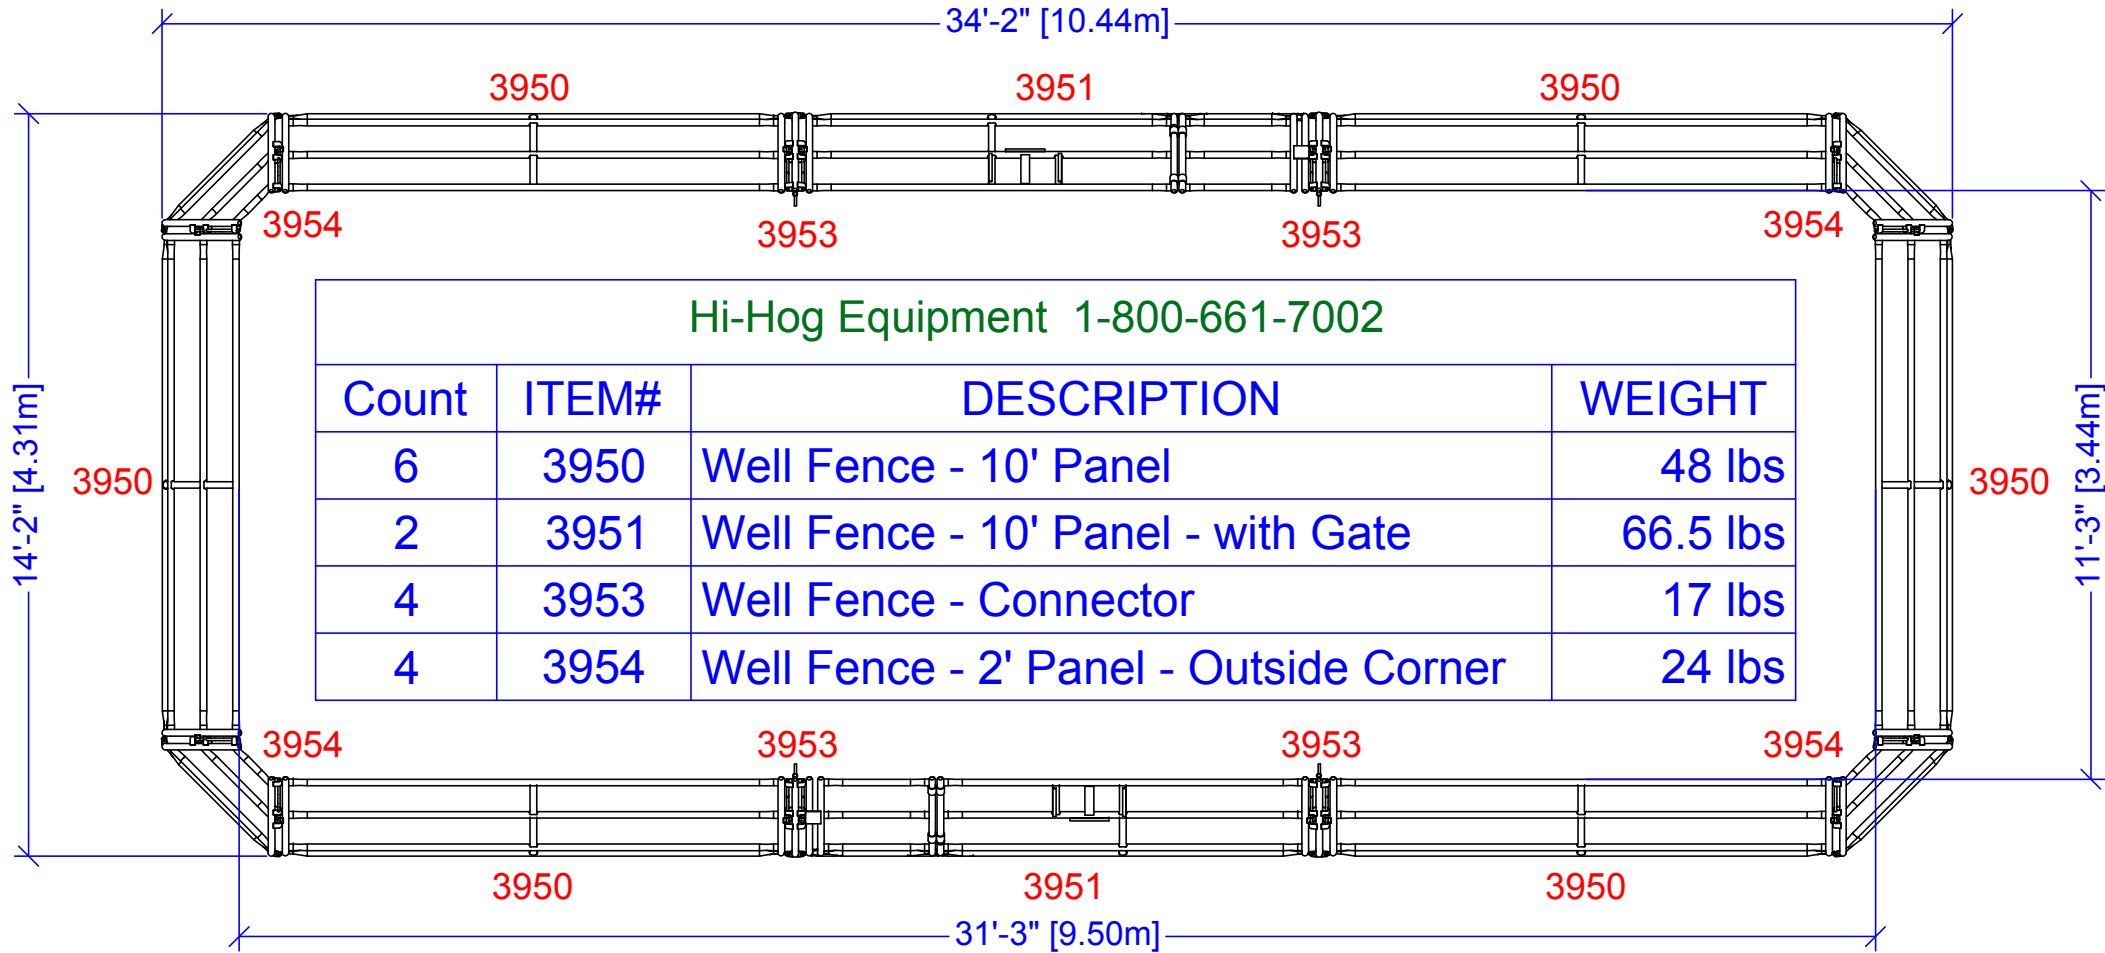 34'-2" [10.44m]
3950 3951 3950
3954 3953 3953 3954
Hi-Hog Equipment 1-800-661-7002
Count ITEM# DESCRIPTION WEIGHT
6 3950 Well Fence - 10' Panel 48 lbs
2 3951 Well Fence - 10' Panel - with Gate 66.5 lbs
4 3953 Well Fence - Connector 17 lbs
4 3954 Well Fence - 2' Panel - Outside Corner 24 lbs
14'-2" [4.31m]
3950
3950
11'-3" [3.44m]
3954 3953 3953 3954
3950 3951 3950
31'-3" [9.50m]